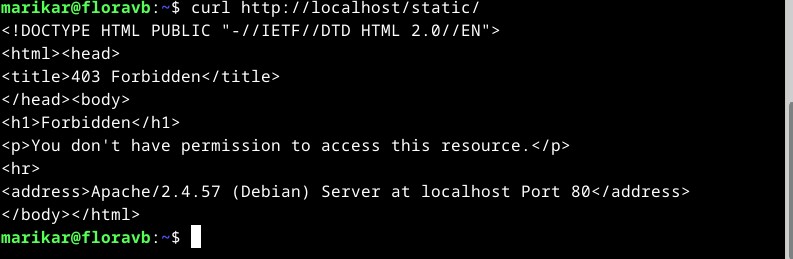 marikar@floravb:~$ curl http://localhost/static/
<!DOCTYPE HTML PUBLIC "-//IETF//DTD HTML 2.0//EN">
<html><head>
<title>403 Forbidden</title>
</head><body>
<h1>Forbidden</h1>
<p>You don't have permission to access this resource.</p>
<hr>
<address>Apache/2.4.57 (Debian) Server at localhost Port 80</address>
</body></html>
marikar@floravb:~$